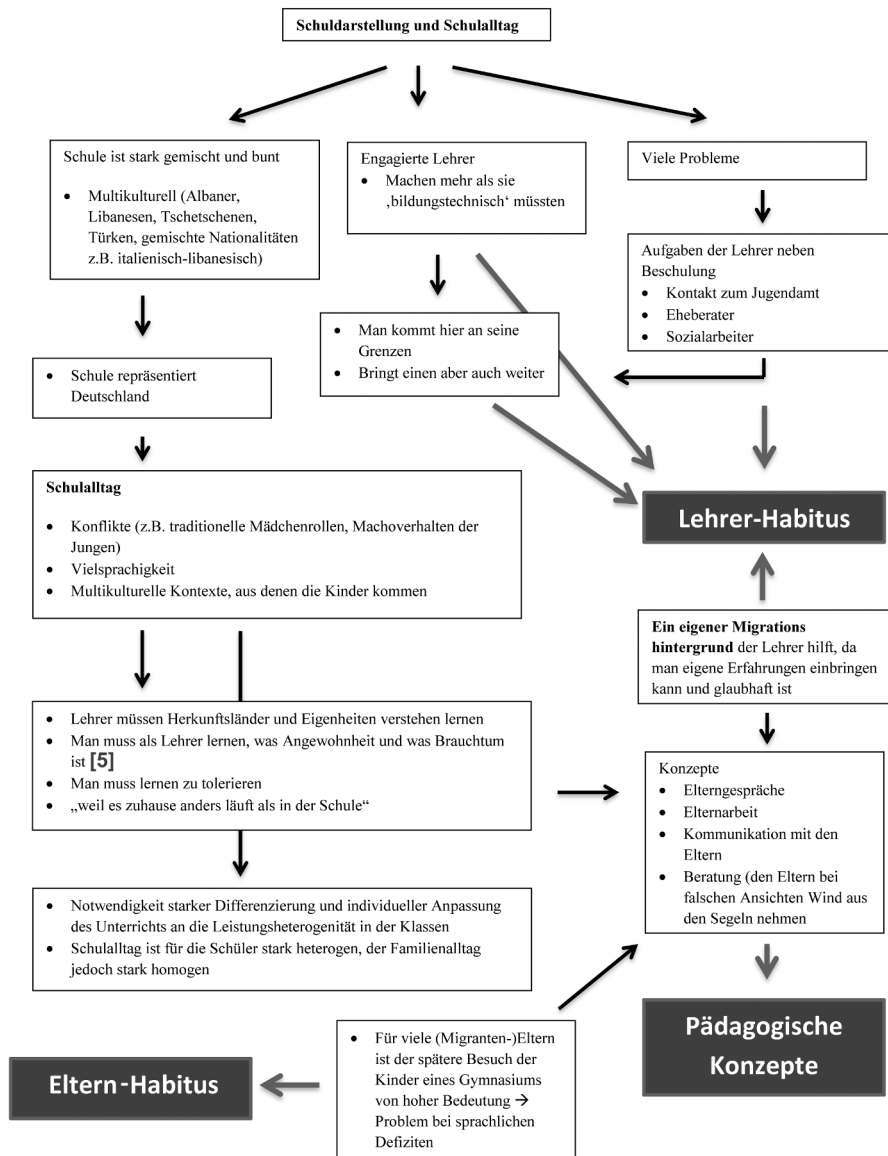 Schuldarstellung und Schulalltag
Schule ist stark gemischt und bunt
• Multikulturell (Albaner,
Libanesen, Tschetschenen,
Türken, gemischte Nationalitäten
z.B. italienisch-libanesisch)
Engagierte Lehrer
• Machen mehr als sie
‚bildungstechnisch‘ müssten
Viele Probleme
Aufgaben der Lehrer neben
Beschulung
• Kontakt zum Jugendamt
• Eheberater
• Sozialarbeiter
• Man kommt hier an seine
Grenzen
• Bringt einen aber auch weiter
• Schule repräsentiert
Deutschland
Schulalltag
• Konflikte (z.B. traditionelle Mädchenrollen, Machoverhalten der
Jungen)
• Vielsprachigkeit
• Multikulturelle Kontexte, aus denen die Kinder kommen
Lehrer-Habitus
Ein eigener Migrations
hintergrund der Lehrer hilft, da
man eigene Erfahrungen einbringen
kann und glaubhaft ist
• Lehrer müssen Herkunftsländer und Eigenheiten verstehen lernen
• Man muss als Lehrer lernen, was Angewohnheit und was Brauchtum
ist [5]
• Man muss lernen zu tolerieren
• „weil es zuhause anders läuft als in der Schule“
Konzepte
• Elterngespräche
• Elternarbeit
• Kommunikation mit den
Eltern
• Beratung (den Eltern bei
falschen Ansichten Wind aus
den Segeln nehmen
• Notwendigkeit starker Differenzierung und individueller Anpassung
des Unterrichts an die Leistungsheterogenität in der Klassen
• Schulalltag ist für die Schüler stark heterogen, der Familienalltag
jedoch stark homogen
Pädagogische
Konzepte
• Für viele (Migranten-)Eltern
ist der spätere Besuch der
Kinder eines Gymnasiums
von hoher Bedeutung →
Problem bei sprachlichen
Defiziten
Eltern-Habitus